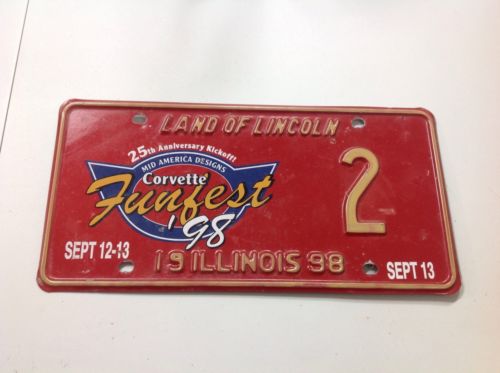 LAND OF LINCOLN
25th Anniversary Kickoff!
MID AMERICA DESIGNS
Corvette
Funfest
'98
2
SEPT 12-13
19 ILLINOIS 98
SEPT 13